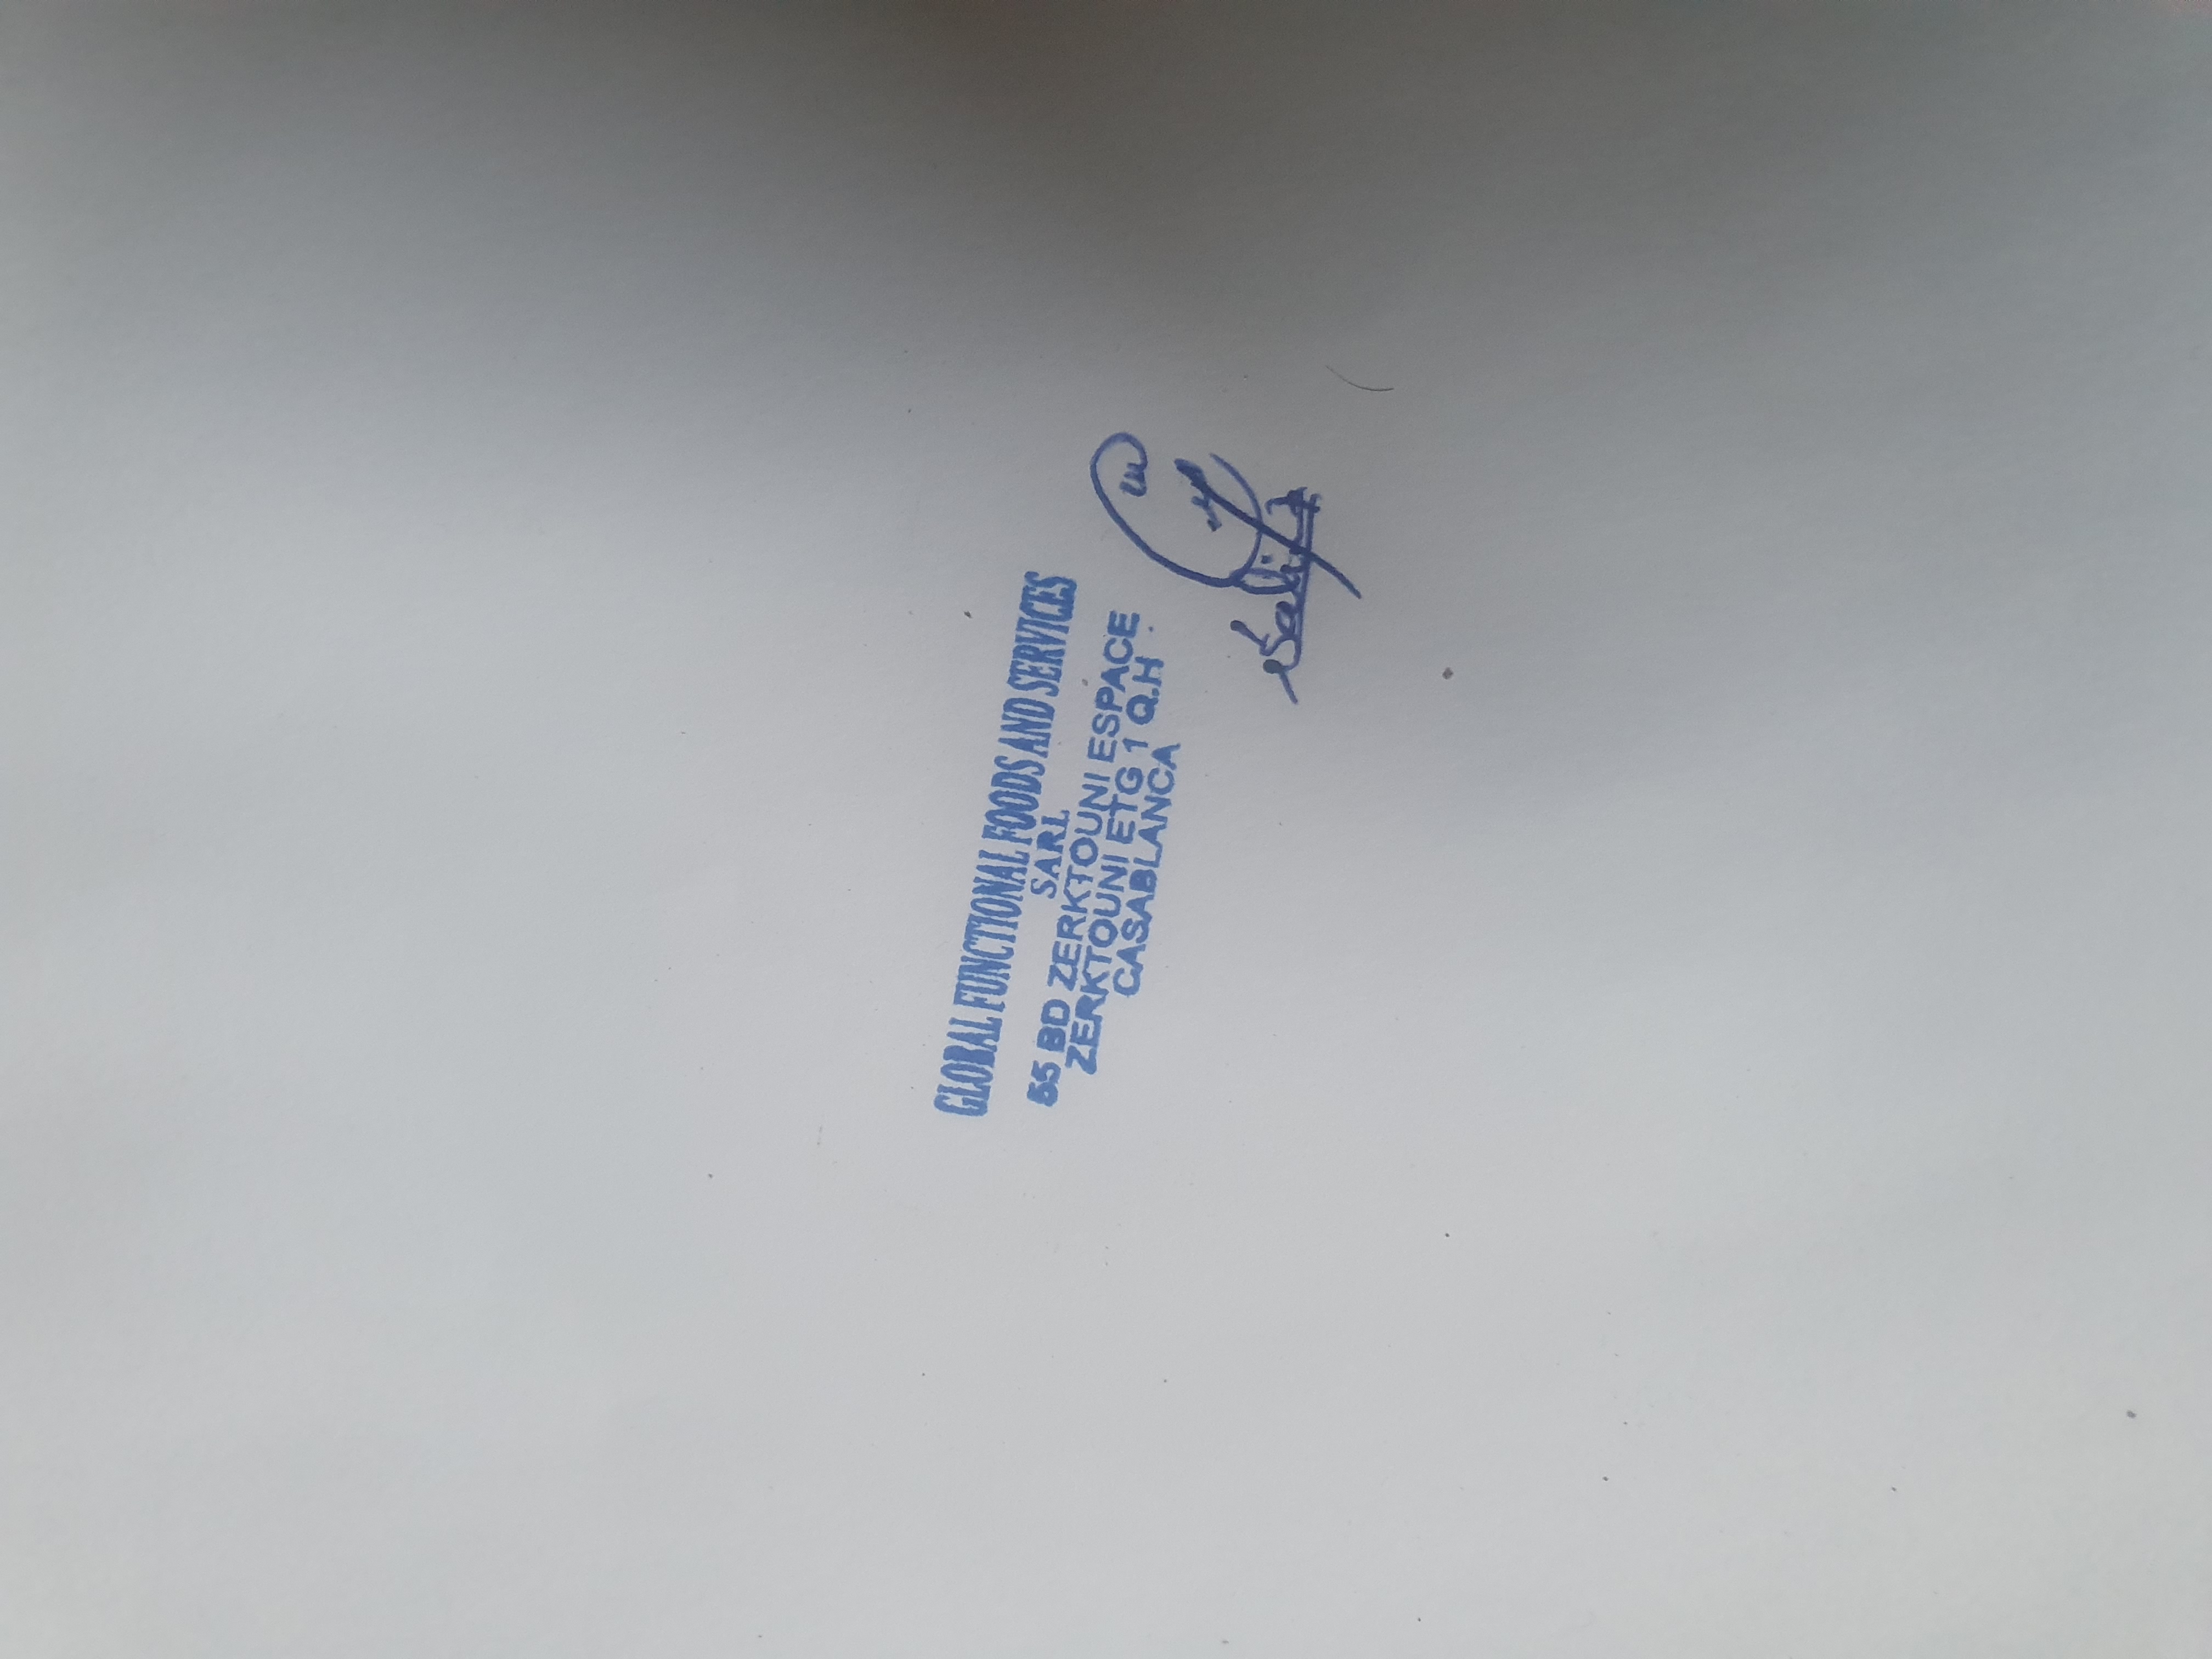 GLOBAL FUNCTIONAL FOODS AND SERVICES
SARL
55 BD ZERKTOUNI ESPACE
ZERKTOUNI ETG 1 Q.H
CASABLANCA